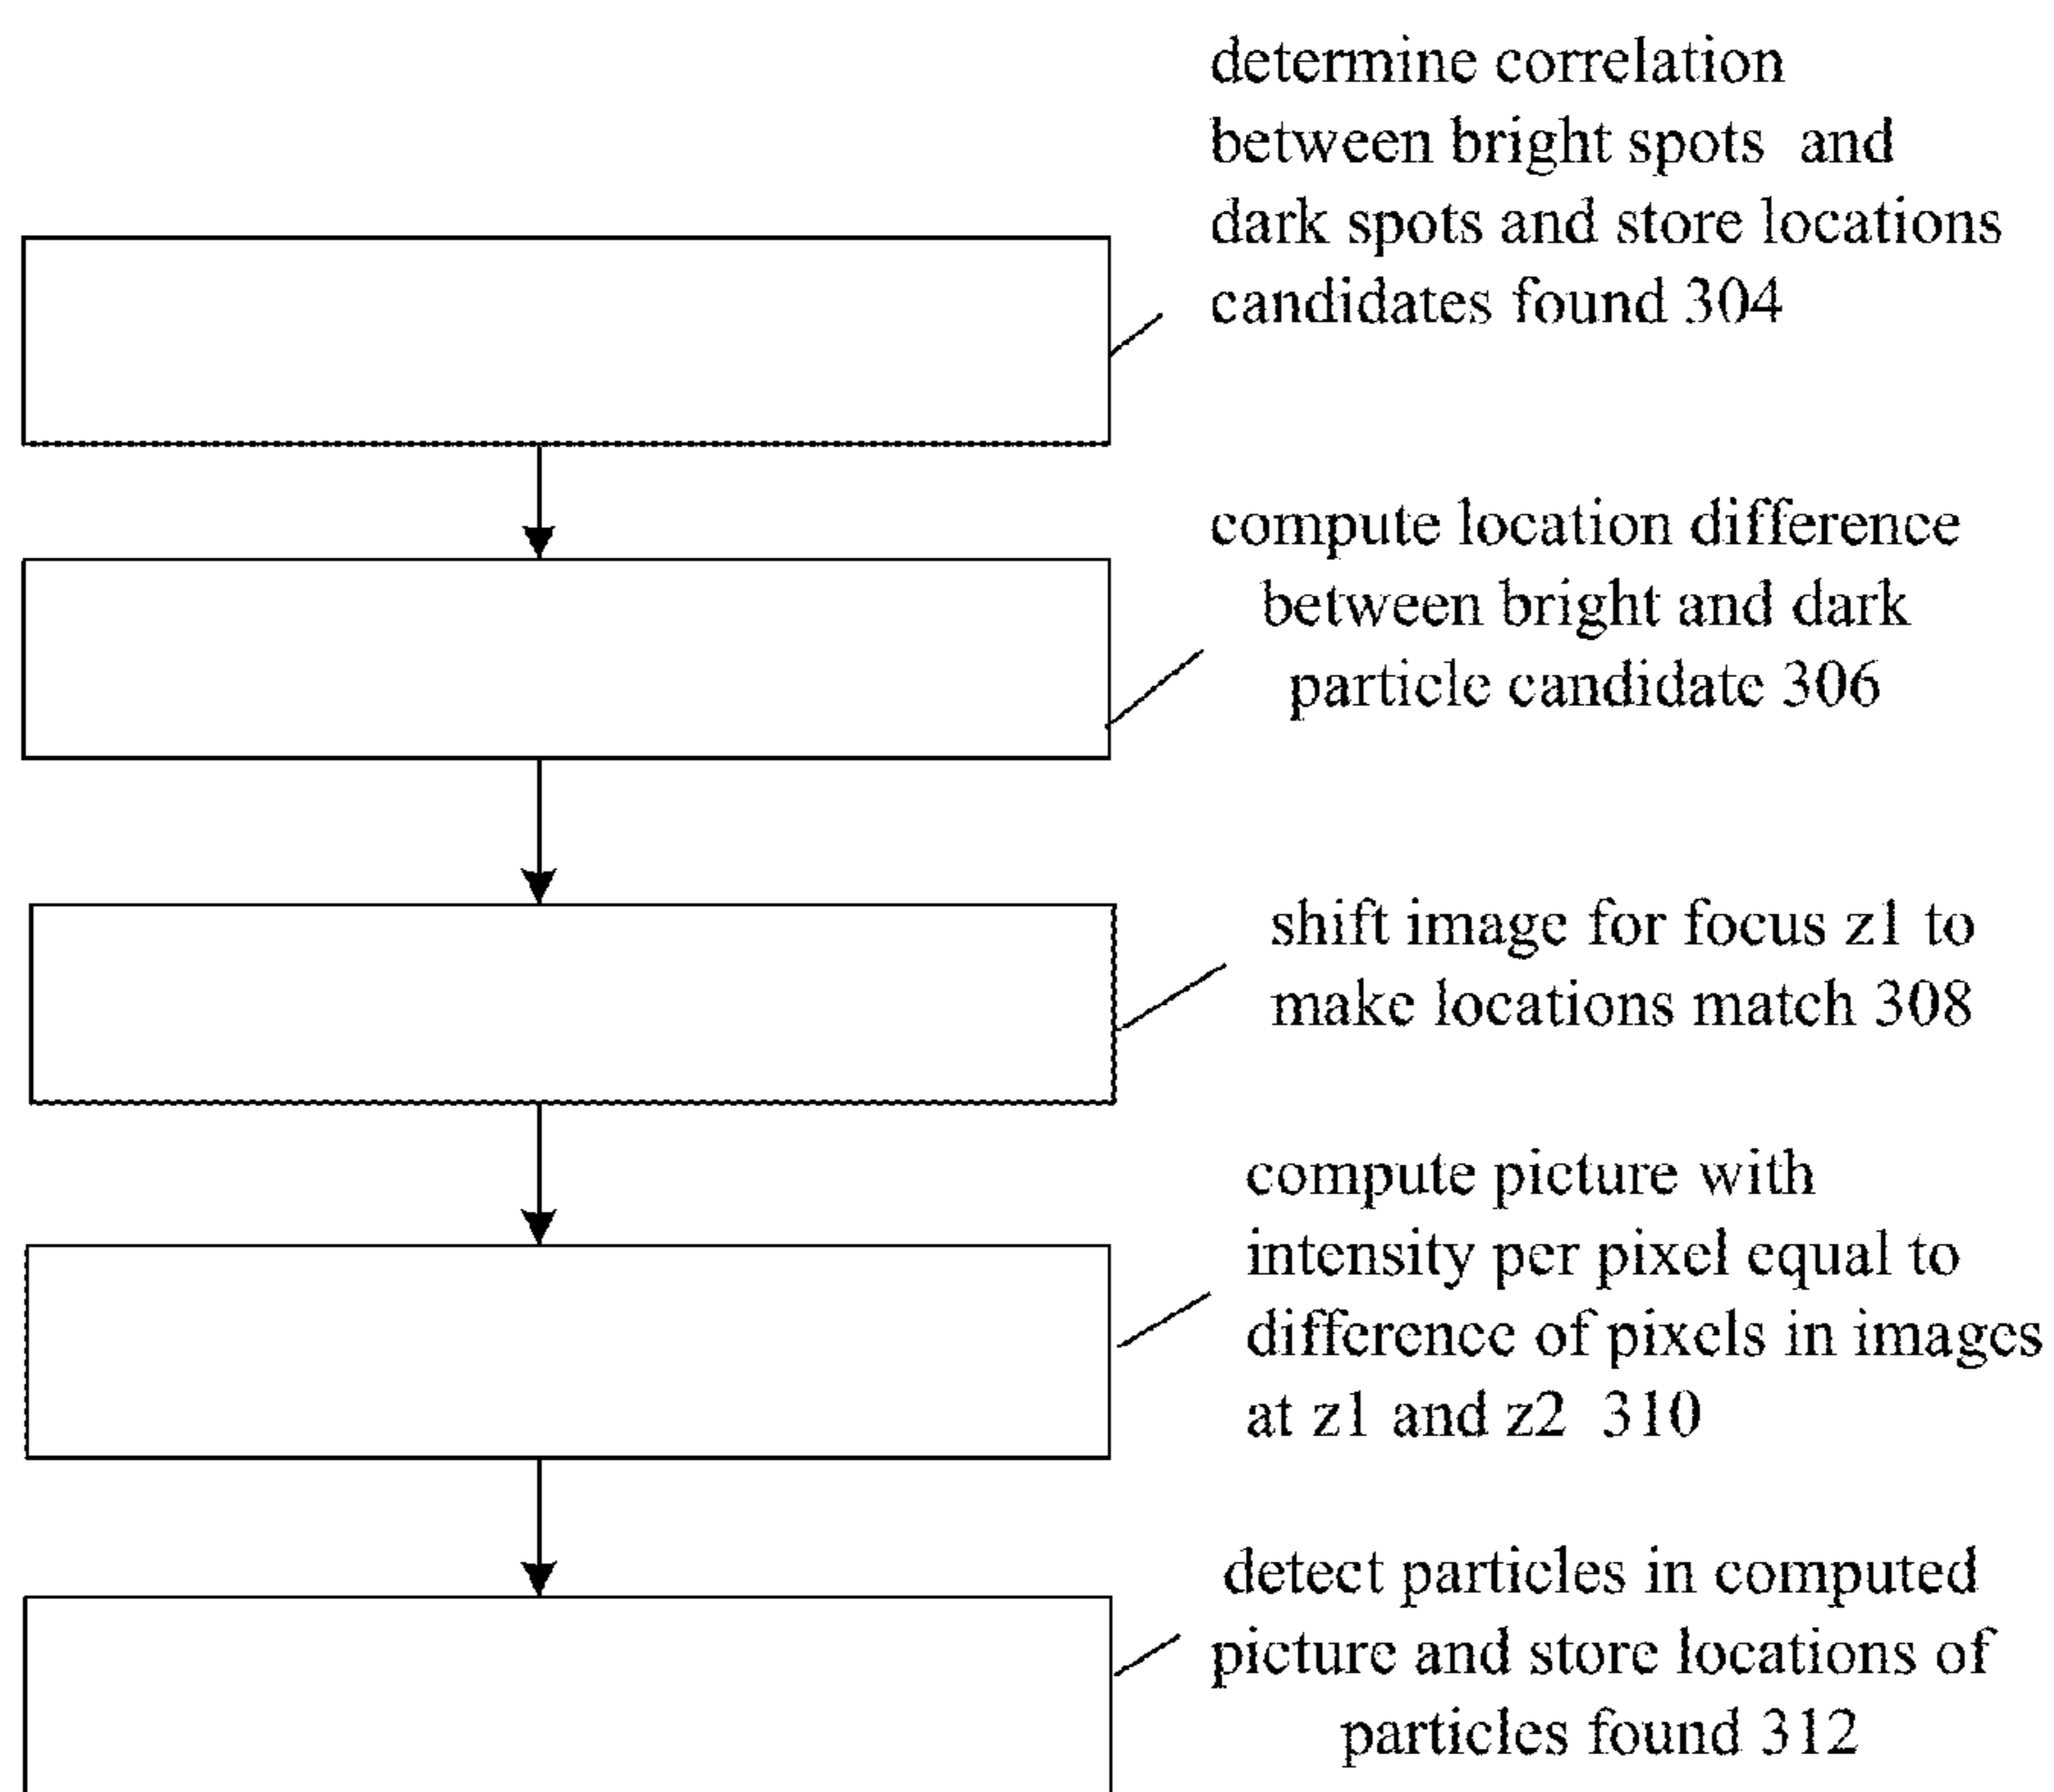 determine correlation
between bright spots and
dark spots and store locations
candidates found 304
compute location difference
between bright and dark
particle candidate 306
shift image for focus z1 to
make locations match 308
compute picture with
intensity per pixel equal to
difference of pixels in images
at z1 and z2 310
detect particles in computed
picture and store locations of
particles found 312